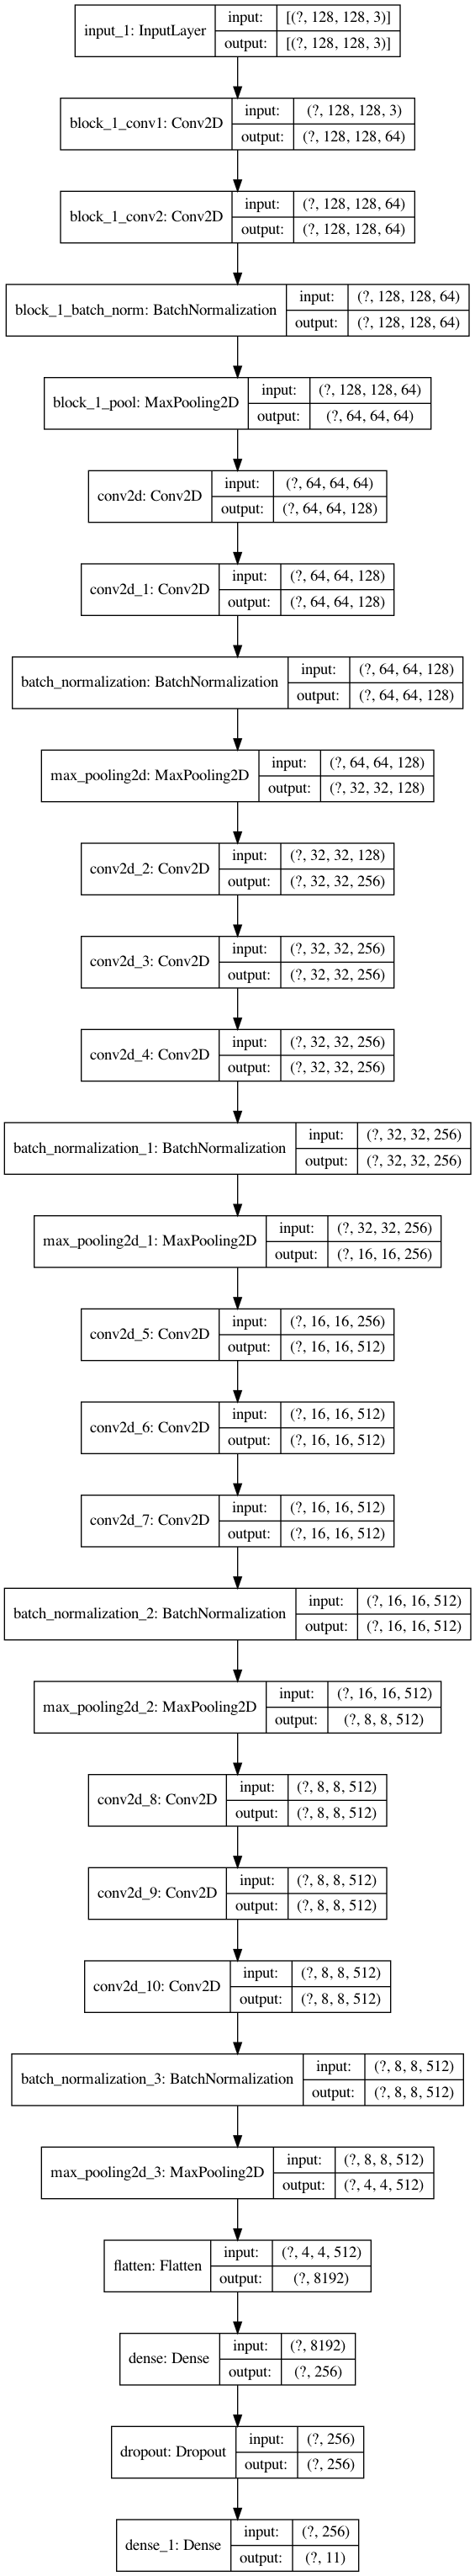 input_1: InputLayer
input: [(?, 128, 128, 3)]
output: [(?, 128, 128, 3)]
block_1_conv1: Conv2D
input: (?, 128, 128, 3)
output: (?, 128, 128, 64)
block_1_conv2: Conv2D
input: (?, 128, 128, 64)
output: (?, 128, 128, 64)
block_1_batch_norm: BatchNormalization
input: (?, 128, 128, 64)
output: (?, 128, 128, 64)
block_1_pool: MaxPooling2D
input: (?, 128, 128, 64)
output: (?, 64, 64, 64)
conv2d: Conv2D
input: (?, 64, 64, 64)
output: (?, 64, 64, 128)
conv2d_1: Conv2D
input: (?, 64, 64, 128)
output: (?, 64, 64, 128)
batch_normalization: BatchNormalization
input: (?, 64, 64, 128)
output: (?, 64, 64, 128)
max_pooling2d: MaxPooling2D
input: (?, 64, 64, 128)
output: (?, 32, 32, 128)
conv2d_2: Conv2D
input: (?, 32, 32, 128)
output: (?, 32, 32, 256)
conv2d_3: Conv2D
input: (?, 32, 32, 256)
output: (?, 32, 32, 256)
conv2d_4: Conv2D
input: (?, 32, 32, 256)
output: (?, 32, 32, 256)
batch_normalization_1: BatchNormalization
input: (?, 32, 32, 256)
output: (?, 32, 32, 256)
max_pooling2d_1: MaxPooling2D
input: (?, 32, 32, 256)
output: (?, 16, 16, 256)
conv2d_5: Conv2D
input: (?, 16, 16, 256)
output: (?, 16, 16, 512)
conv2d_6: Conv2D
input: (?, 16, 16, 512)
output: (?, 16, 16, 512)
conv2d_7: Conv2D
input: (?, 16, 16, 512)
output: (?, 16, 16, 512)
batch_normalization_2: BatchNormalization
input: (?, 16, 16, 512)
output: (?, 16, 16, 512)
max_pooling2d_2: MaxPooling2D
input: (?, 16, 16, 512)
output: (?, 8, 8, 512)
conv2d_8: Conv2D
input: (?, 8, 8, 512)
output: (?, 8, 8, 512)
conv2d_9: Conv2D
input: (?, 8, 8, 512)
output: (?, 8, 8, 512)
conv2d_10: Conv2D
input: (?, 8, 8, 512)
output: (?, 8, 8, 512)
batch_normalization_3: BatchNormalization
input: (?, 8, 8, 512)
output: (?, 8, 8, 512)
max_pooling2d_3: MaxPooling2D
input: (?, 8, 8, 512)
output: (?, 4, 4, 512)
flatten: Flatten
input: (?, 4, 4, 512)
output: (?, 8192)
dense: Dense
input: (?, 8192)
output: (?, 256)
dropout: Dropout
input: (?, 256)
output: (?, 256)
dense_1: Dense
input: (?, 256)
output: (?, 11)